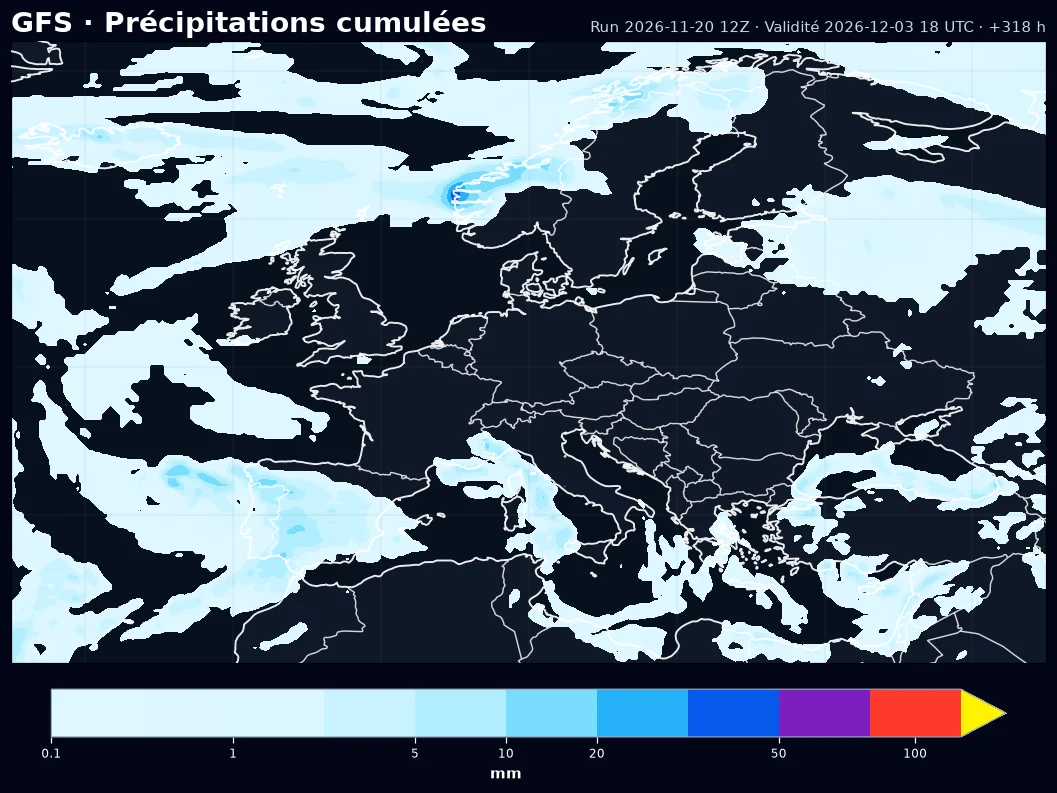 GFS · Précipitations cumulées
Run 2026-11-20 12Z · Validité 2026-12-03 18 UTC · +318 h
0.1 1 5 10 20 50 100
mm